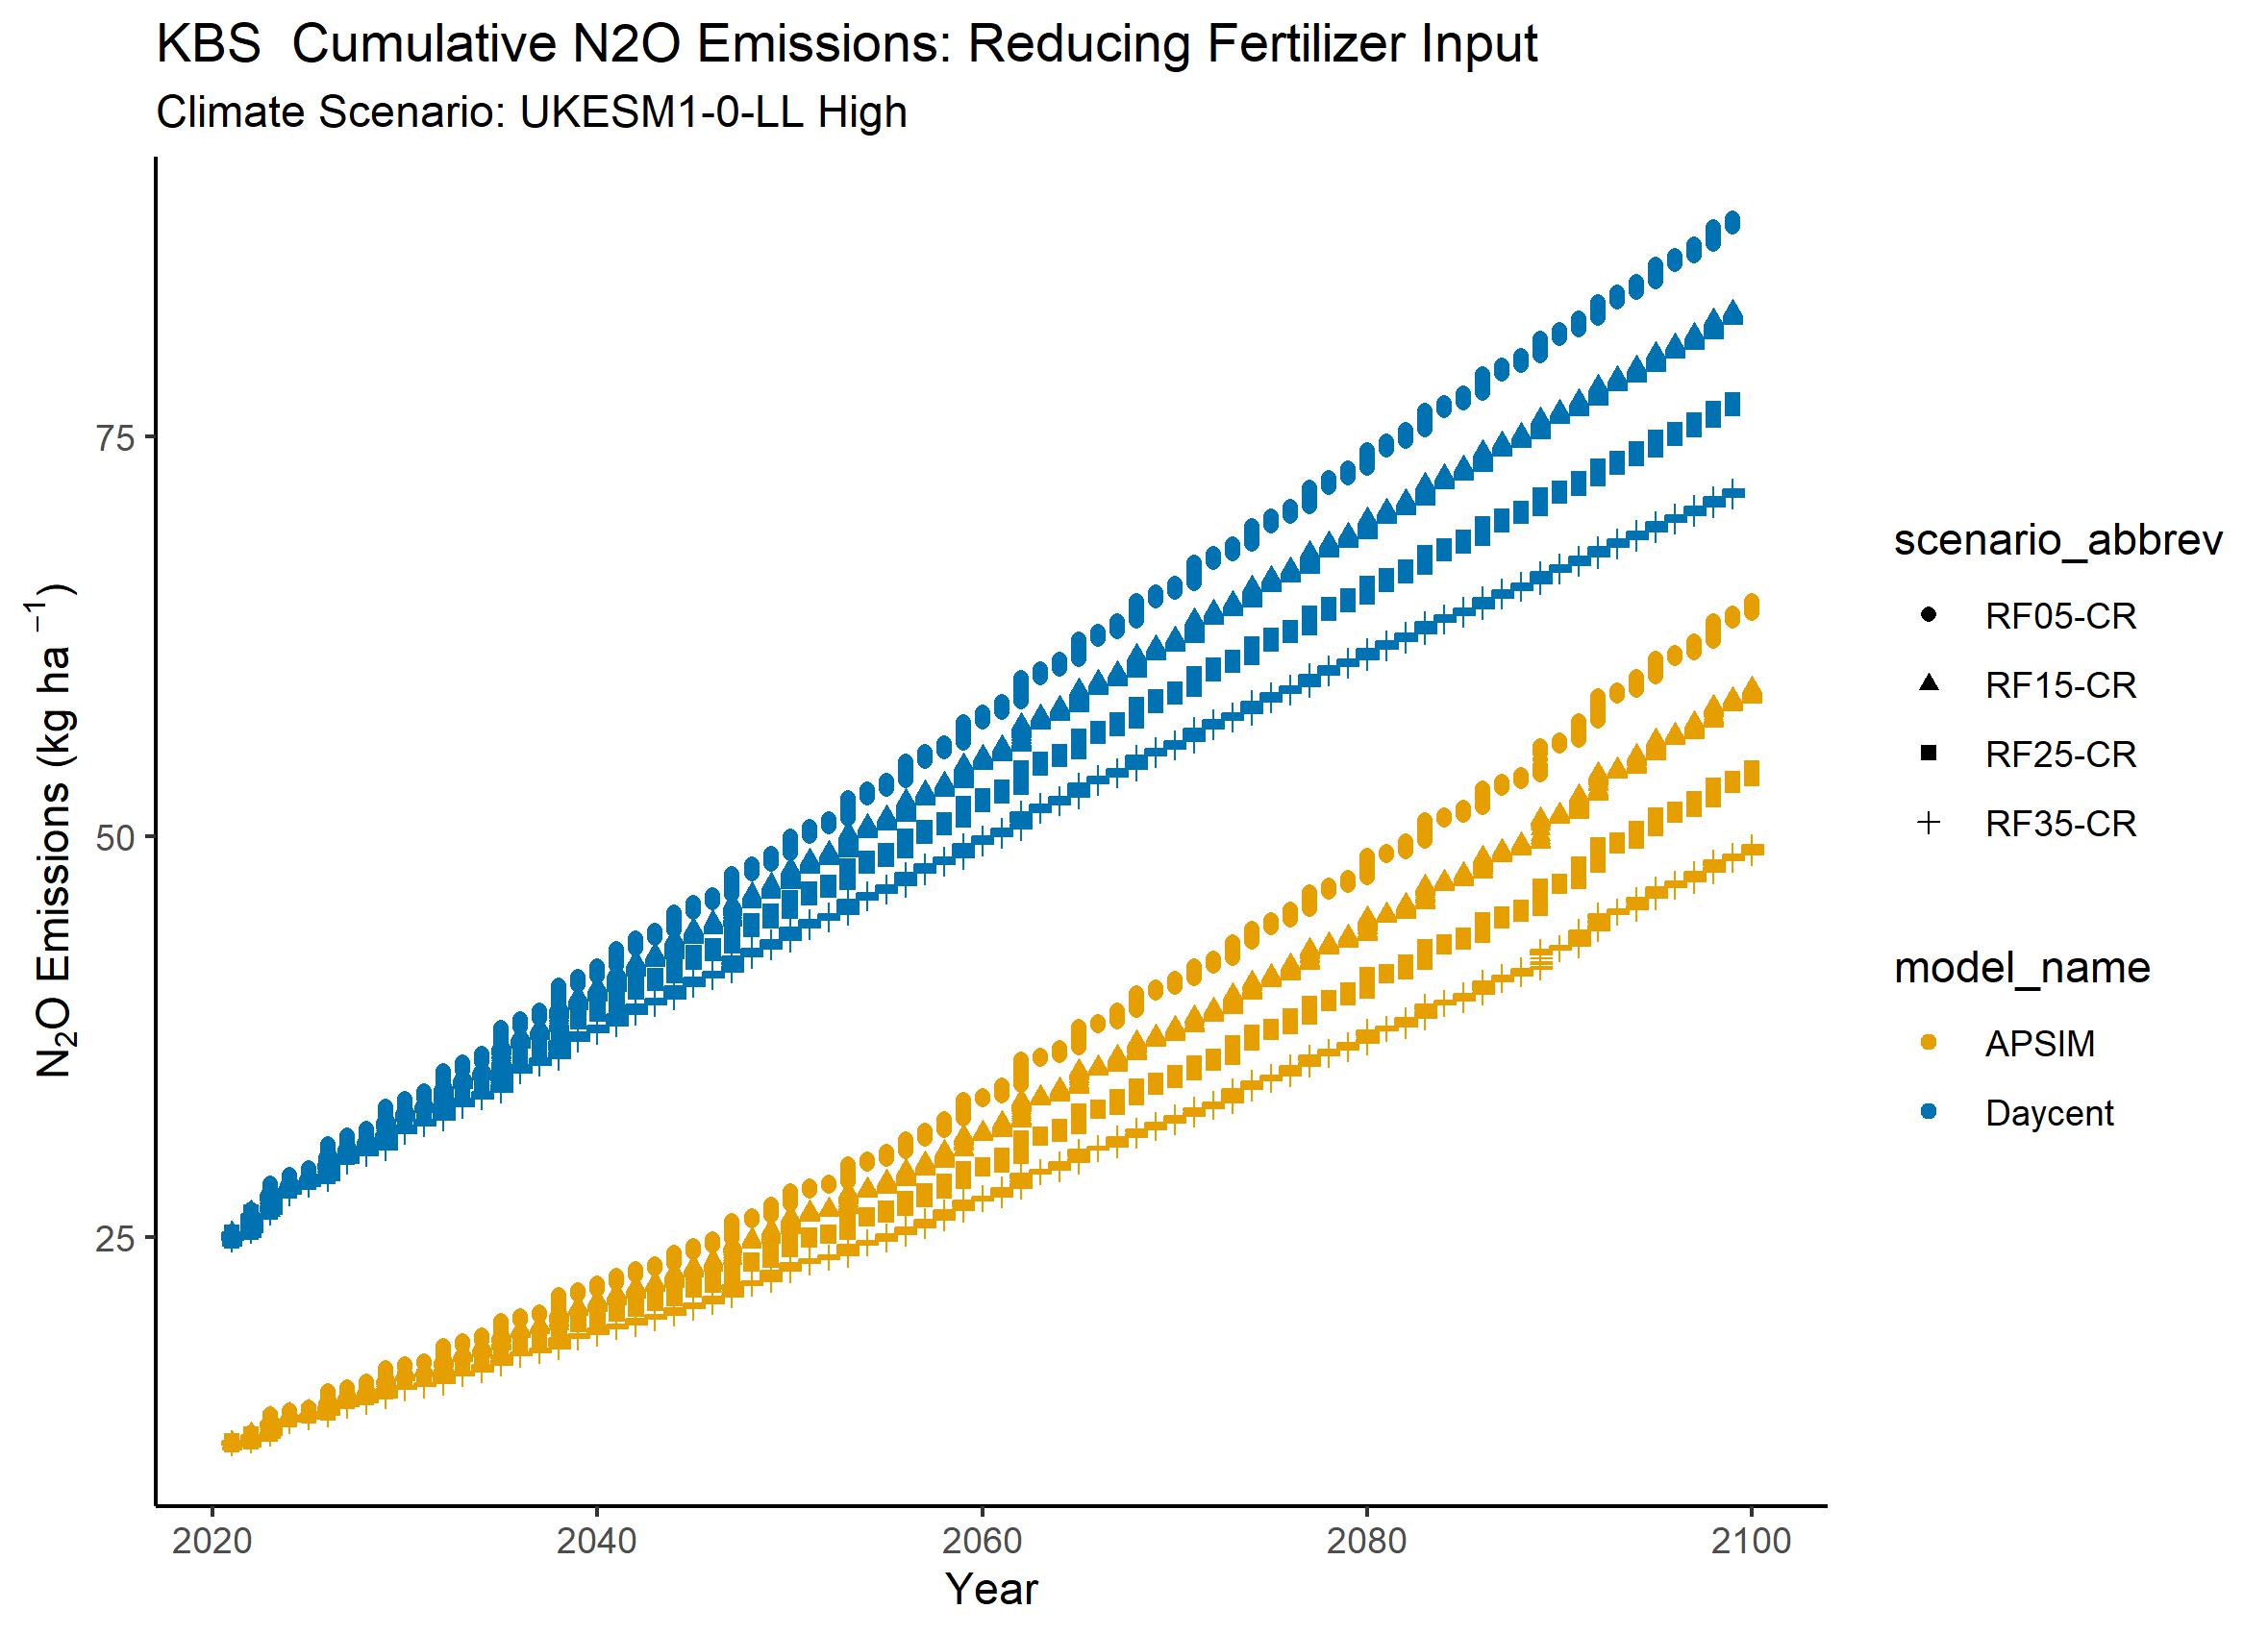 KBS  Cumulative N2O Emissions: Reducing Fertilizer Input
Climate Scenario: UKESM1-0-LL High
N₂O Emissions (kg ha ⁻¹)
75
50
25
2020 2040 2060 2080 2100
Year
scenario_abbrev
RF05-CR
RF15-CR
RF25-CR
RF35-CR
model_name
APSIM
Daycent